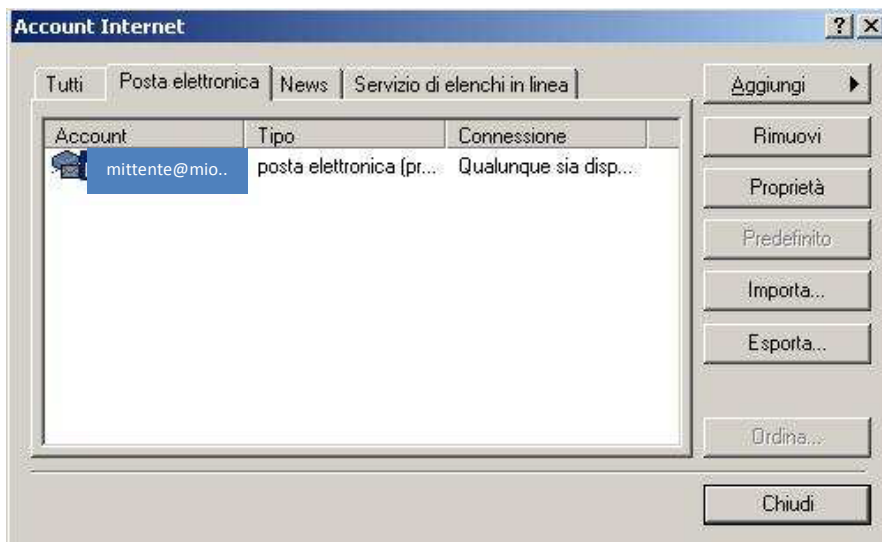 Account Internet
Tutti Posta elettronica News Servizio di elenchi in linea
Aggiungi
Account Tipo Connessione
Rimuovi
mittente@mio.. posta elettronica (pr... Qualunque sia disp...
Proprietà
Predefinito
Importa...
Esporta...
Ordina...
Chiudi